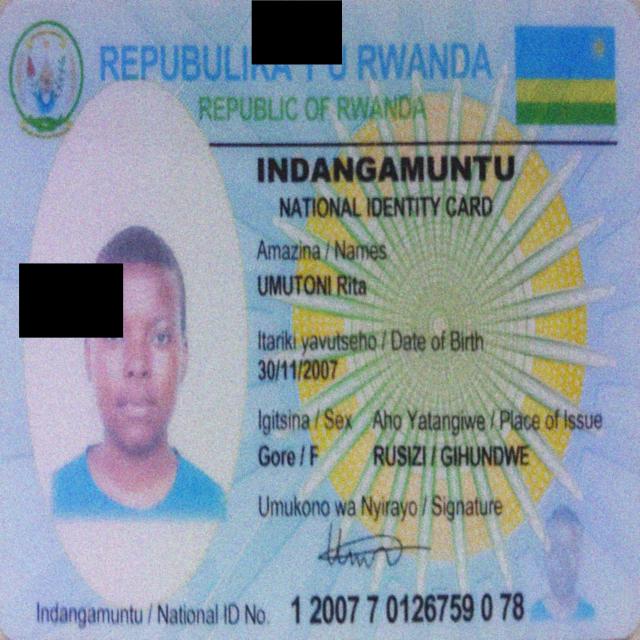 REPUBULIKA Y'U RWANDA
REPUBLIC OF RWANDA
INDANGAMUNTU
NATIONAL IDENTITY CARD
Amazina / Names
UMUTONI Rita
Itariki yavutseho / Date of Birth
30/11/2007
Igitsina / Sex Aho Yatangiwe / Place of Issue
Gore / F RUSIZI / GIHUNDWE
Umukono wa Nyirayo / Signature
Indangamuntu / National ID No. 1 2007 7 0126759 0 78